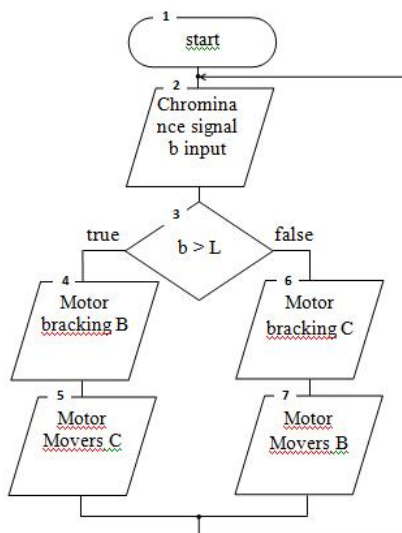 1
start
2
Chromina
nce signal
b input
3
true
false
b > L
4
Motor
bracking B
6
Motor
bracking C
5
Motor
Movers C
7
Motor
Movers B